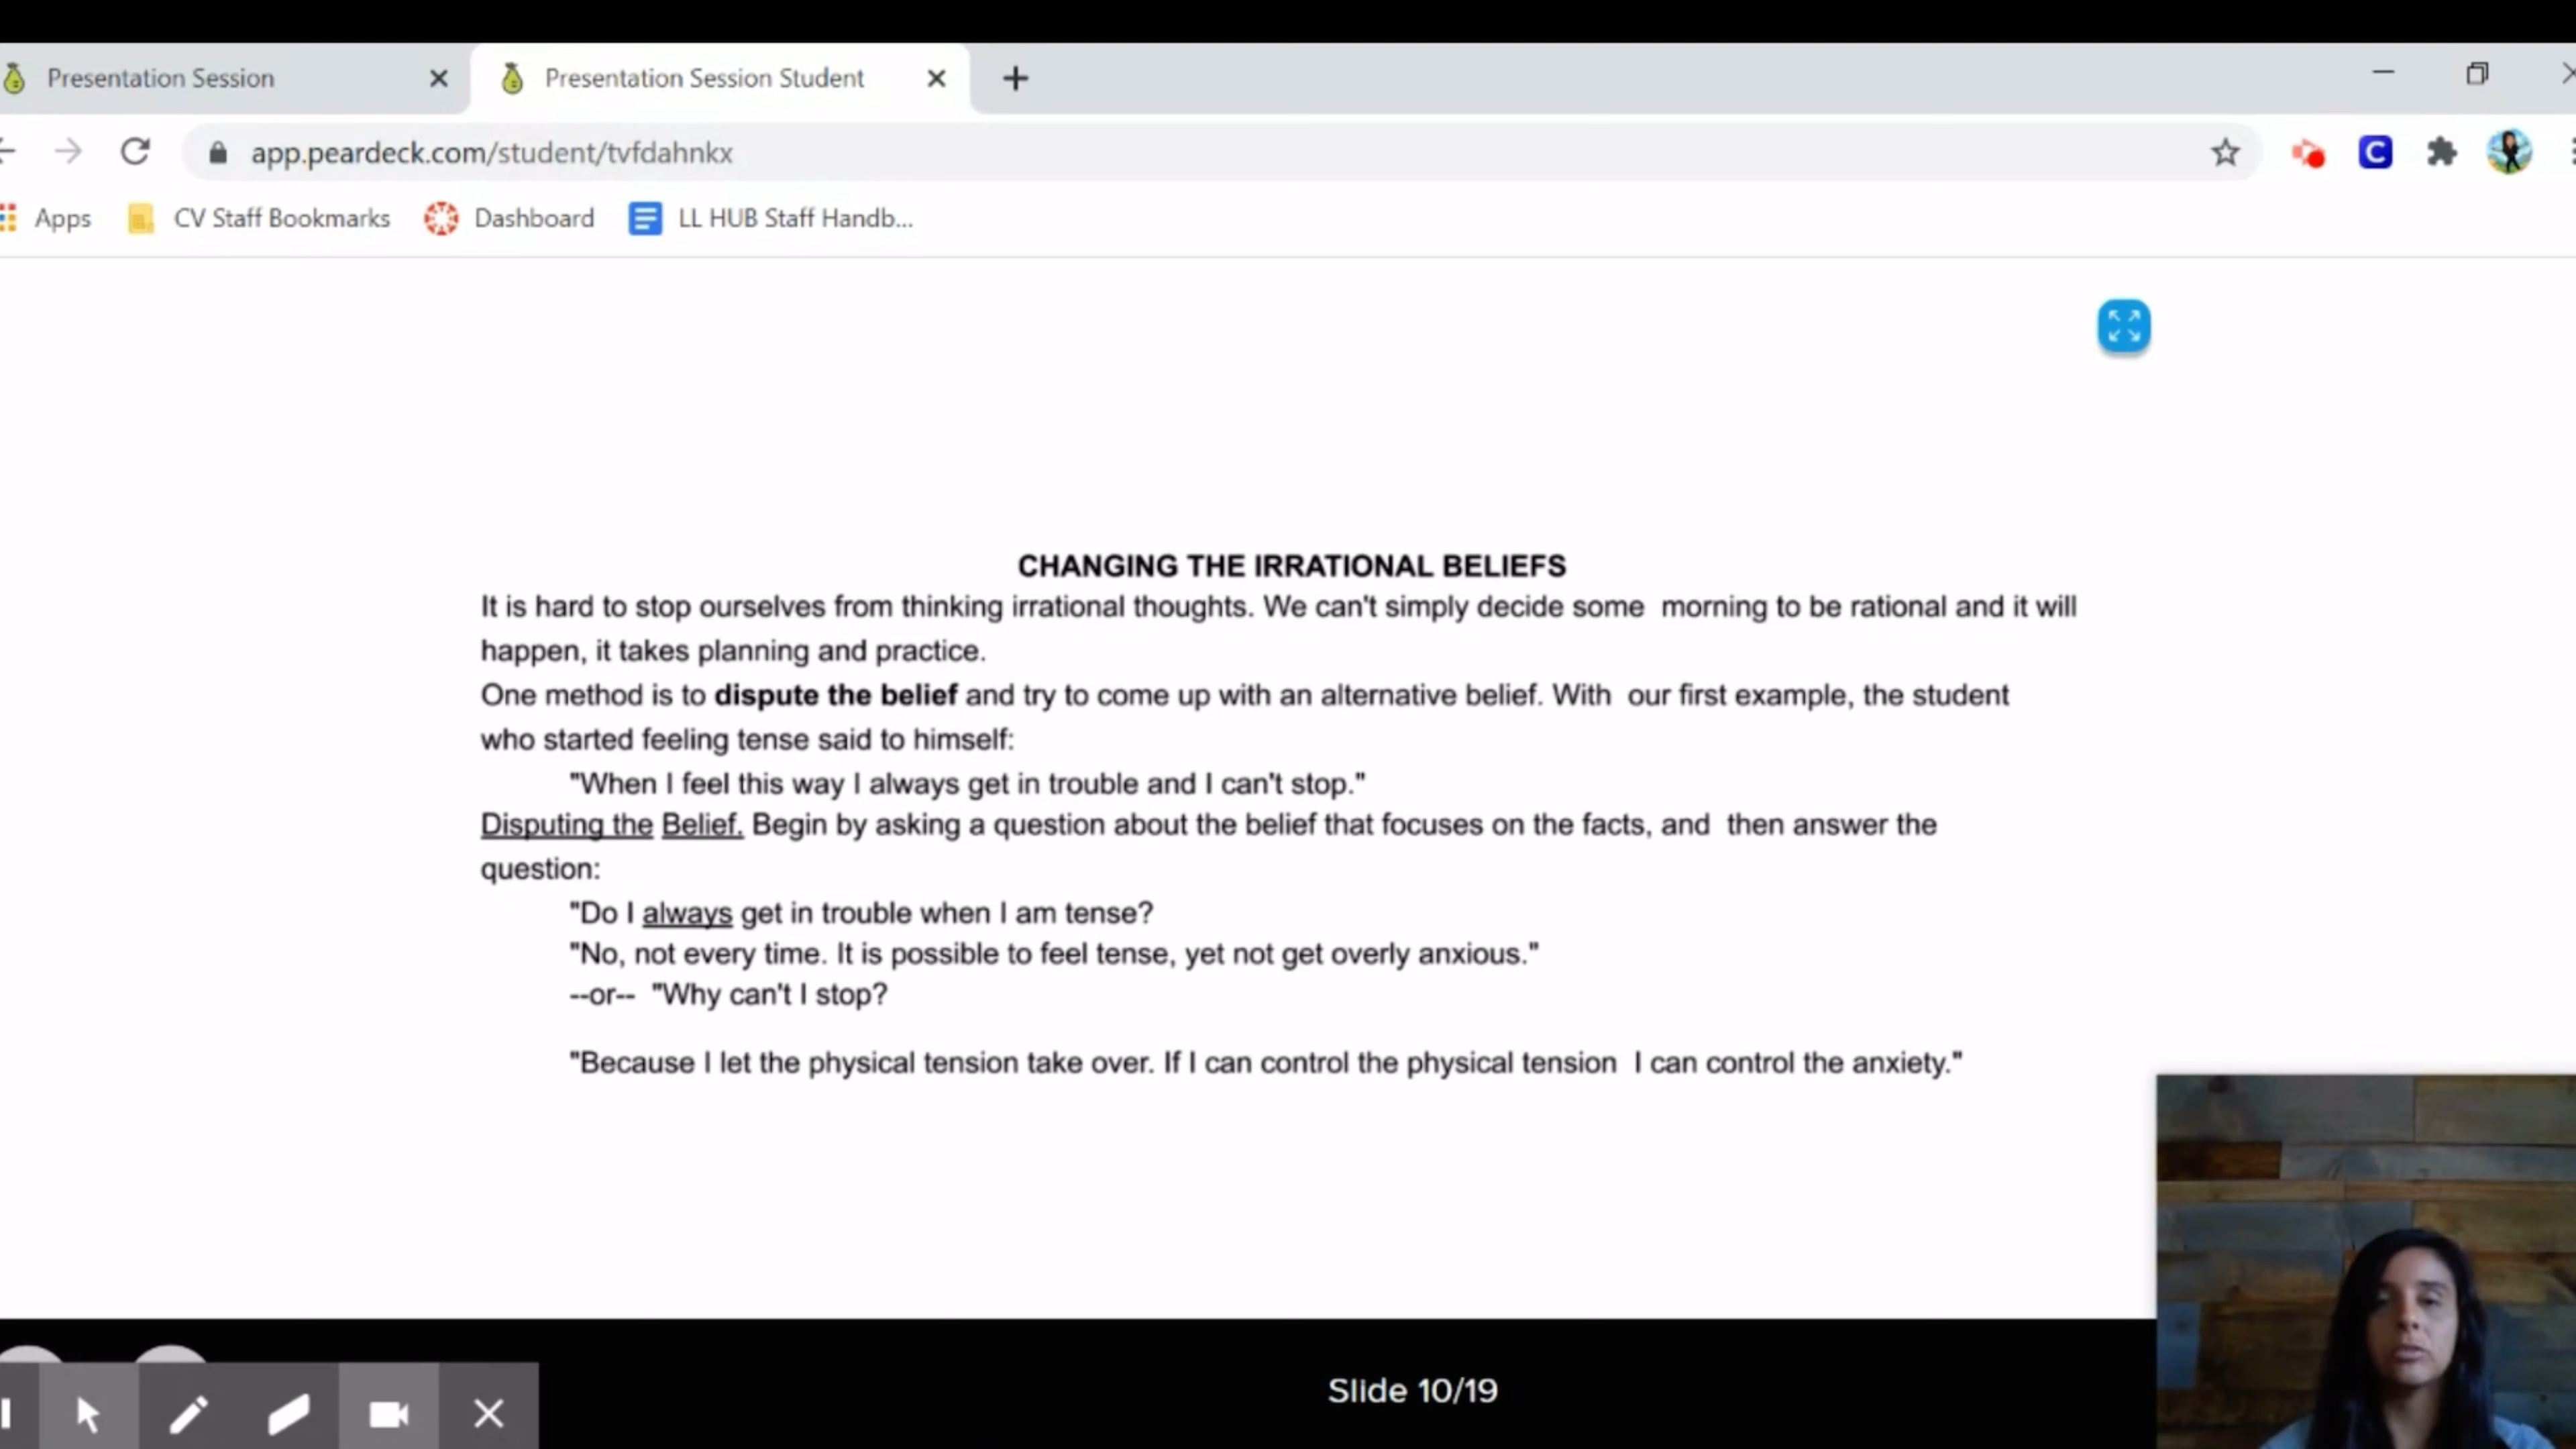 Presentation Session
Presentation Session Student
app.peardeck.com/student/tvfdahnkx
C
Apps
CV Staff Bookmarks
Dashboard
LL HUB Staff Handb...
CHANGING THE IRRATIONAL BELIEFS
It is hard to stop ourselves from thinking irrational thoughts. We can't simply decide some morning to be rational and it will
happen, it takes planning and practice.
One method is to dispute the belief and try to come up with an alternative belief. With our first example, the student
who started feeling tense said to himself:
"When I feel this way I always get in trouble and I can't stop."
Disputing the Belief. Begin by asking a question about the belief that focuses on the facts, and then answer the
question:
"Do I always get in trouble when I am tense?
"No, not every time. It is possible to feel tense, yet not get overly anxious."
--or-- "Why can't I stop?
"Because I let the physical tension take over. If I can control the physical tension I can control the anxiety."
Slide 10/19